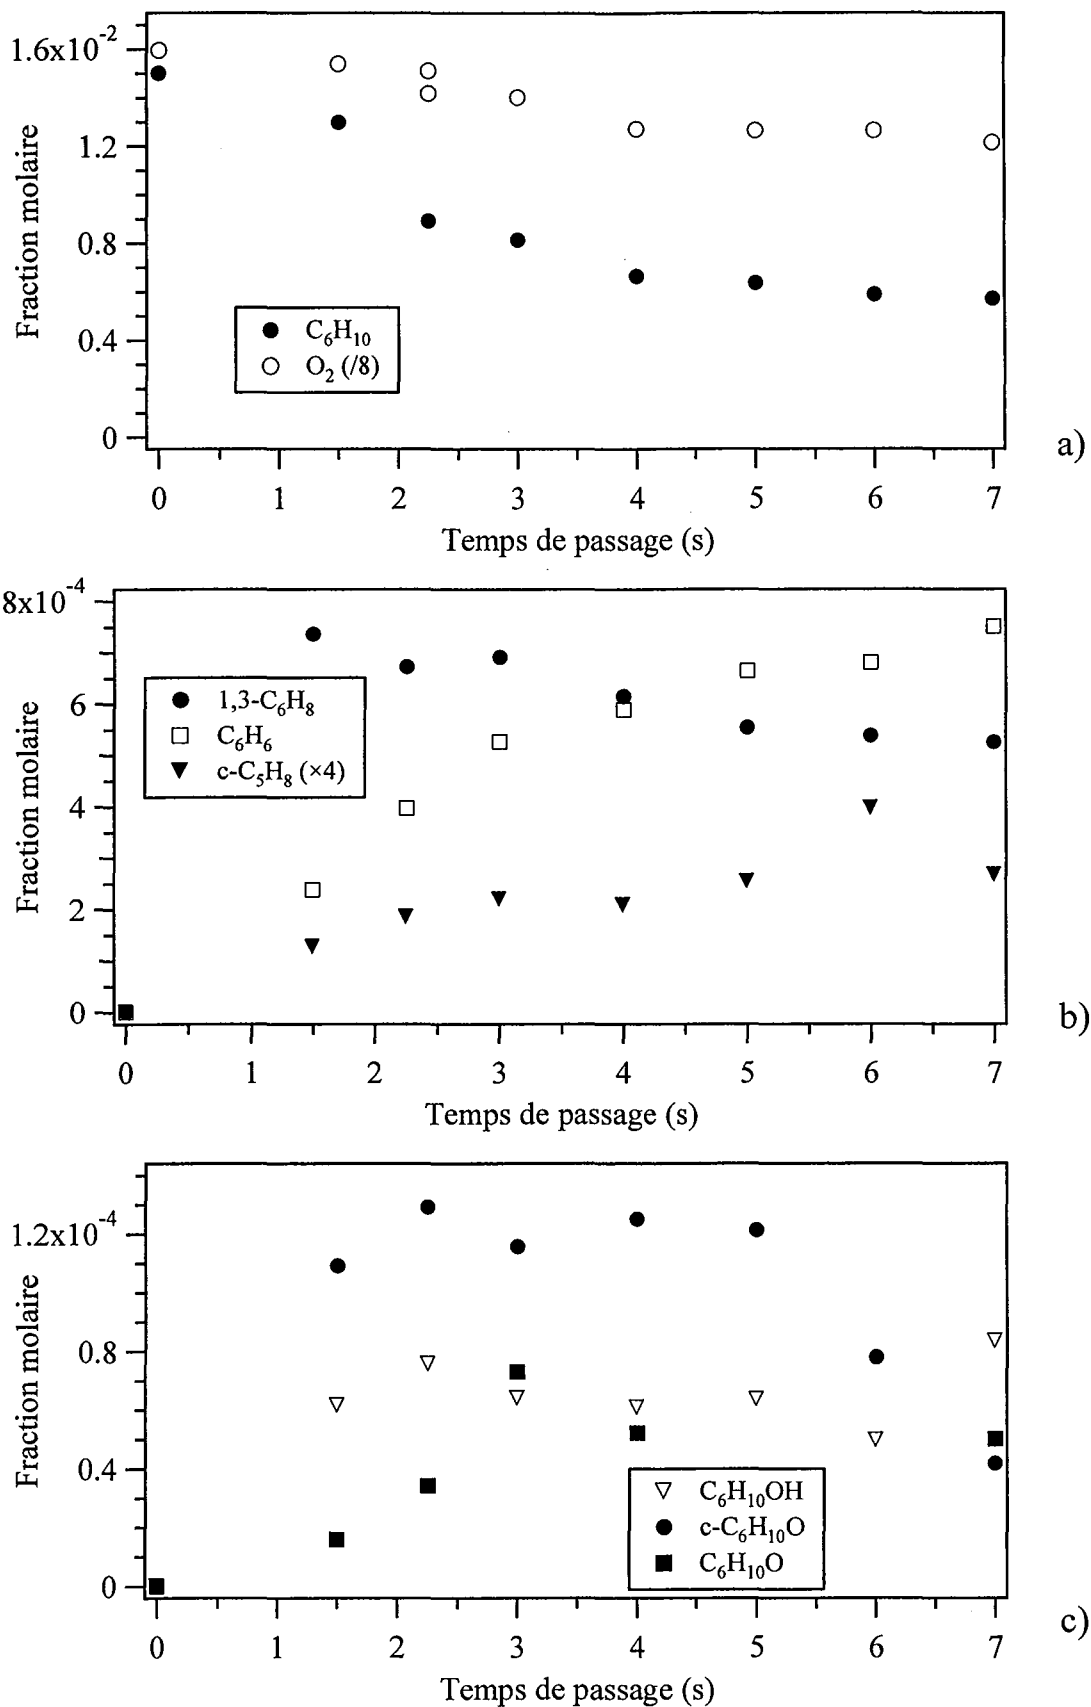 1.6x10⁻²
1.2
0.8
0.4
0
Fraction molaire
C₆H₁₀
O₂ (/8)
0 1 2 3 4 5 6 7
Temps de passage (s)
a)
8x10⁻⁴
6
4
2
0
Fraction molaire
1,3-C₆H₈
C₆H₆
c-C₅H₈ (×4)
0 1 2 3 4 5 6 7
Temps de passage (s)
b)
1.2x10⁻⁴
0.8
0.4
0
Fraction molaire
C₆H₁₀OH
c-C₆H₁₀O
C₆H₁₀O
0 1 2 3 4 5 6 7
Temps de passage (s)
c)